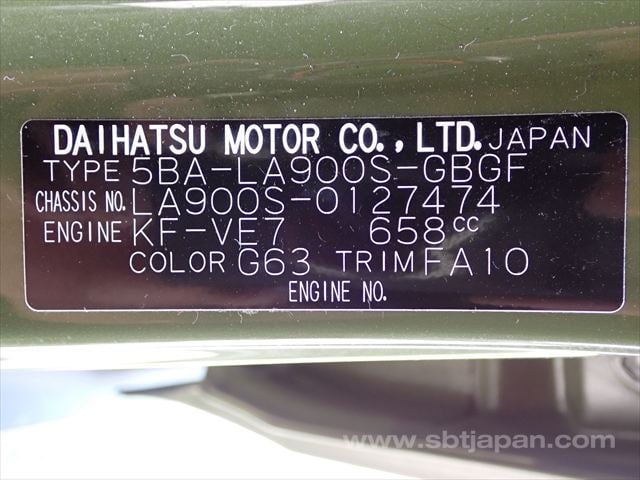 DAIHATSU MOTOR CO., LTD. JAPAN
TYPE 5BA-LA900S-GBGF
CHASSIS NO. LA900S-0127474
ENGINE KF-VE7 658cc
COLOR G63 TRIM FA10
ENGINE NO.
www.sbtjapan.com